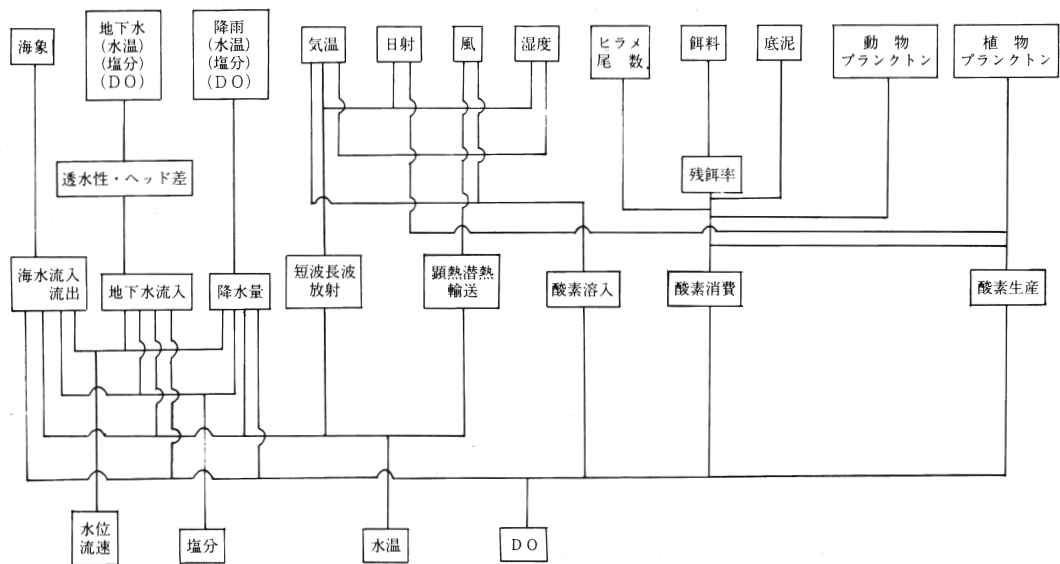 海象
地下水
(水温)
(塩分)
(DO)
降雨
(水温)
(塩分)
(DO)
気温
日射
風
湿度
ヒラメ
尾数
餌料
底泥
動物
プランクトン
植物
プランクトン
透水性・ヘッド差
残餌率
海水流入
流出
地下水流入
降水量
短波長波
放射
顕熱潜熱
輸送
酸素溶入
酸素消費
酸素生産
水位
流速
塩分
水温
DO